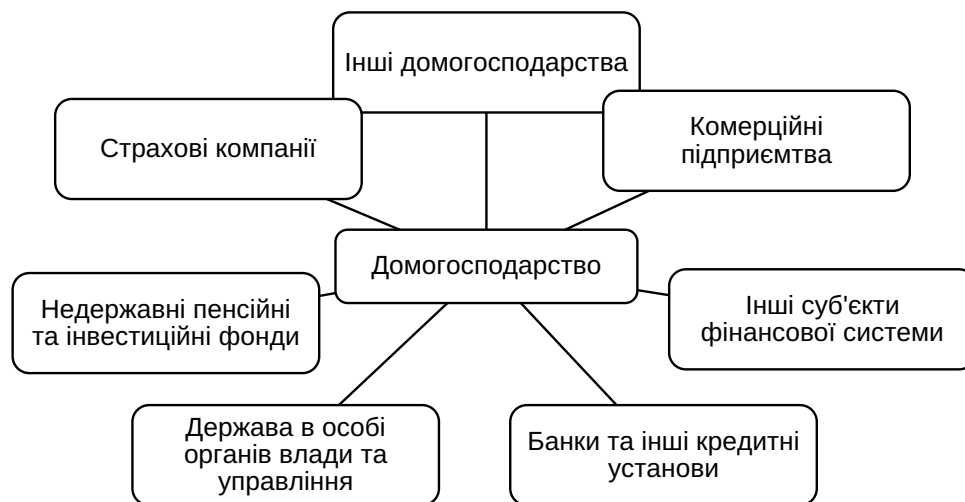 Інші домогосподарства
Страхові компанії
Комерційні
підприємтва
Домогосподарство
Недержавні пенсійні
та інвестиційні фонди
Інші суб'єкти
фінансової системи
Держава в особі
органів влади та
управління
Банки та інші кредитні
установи